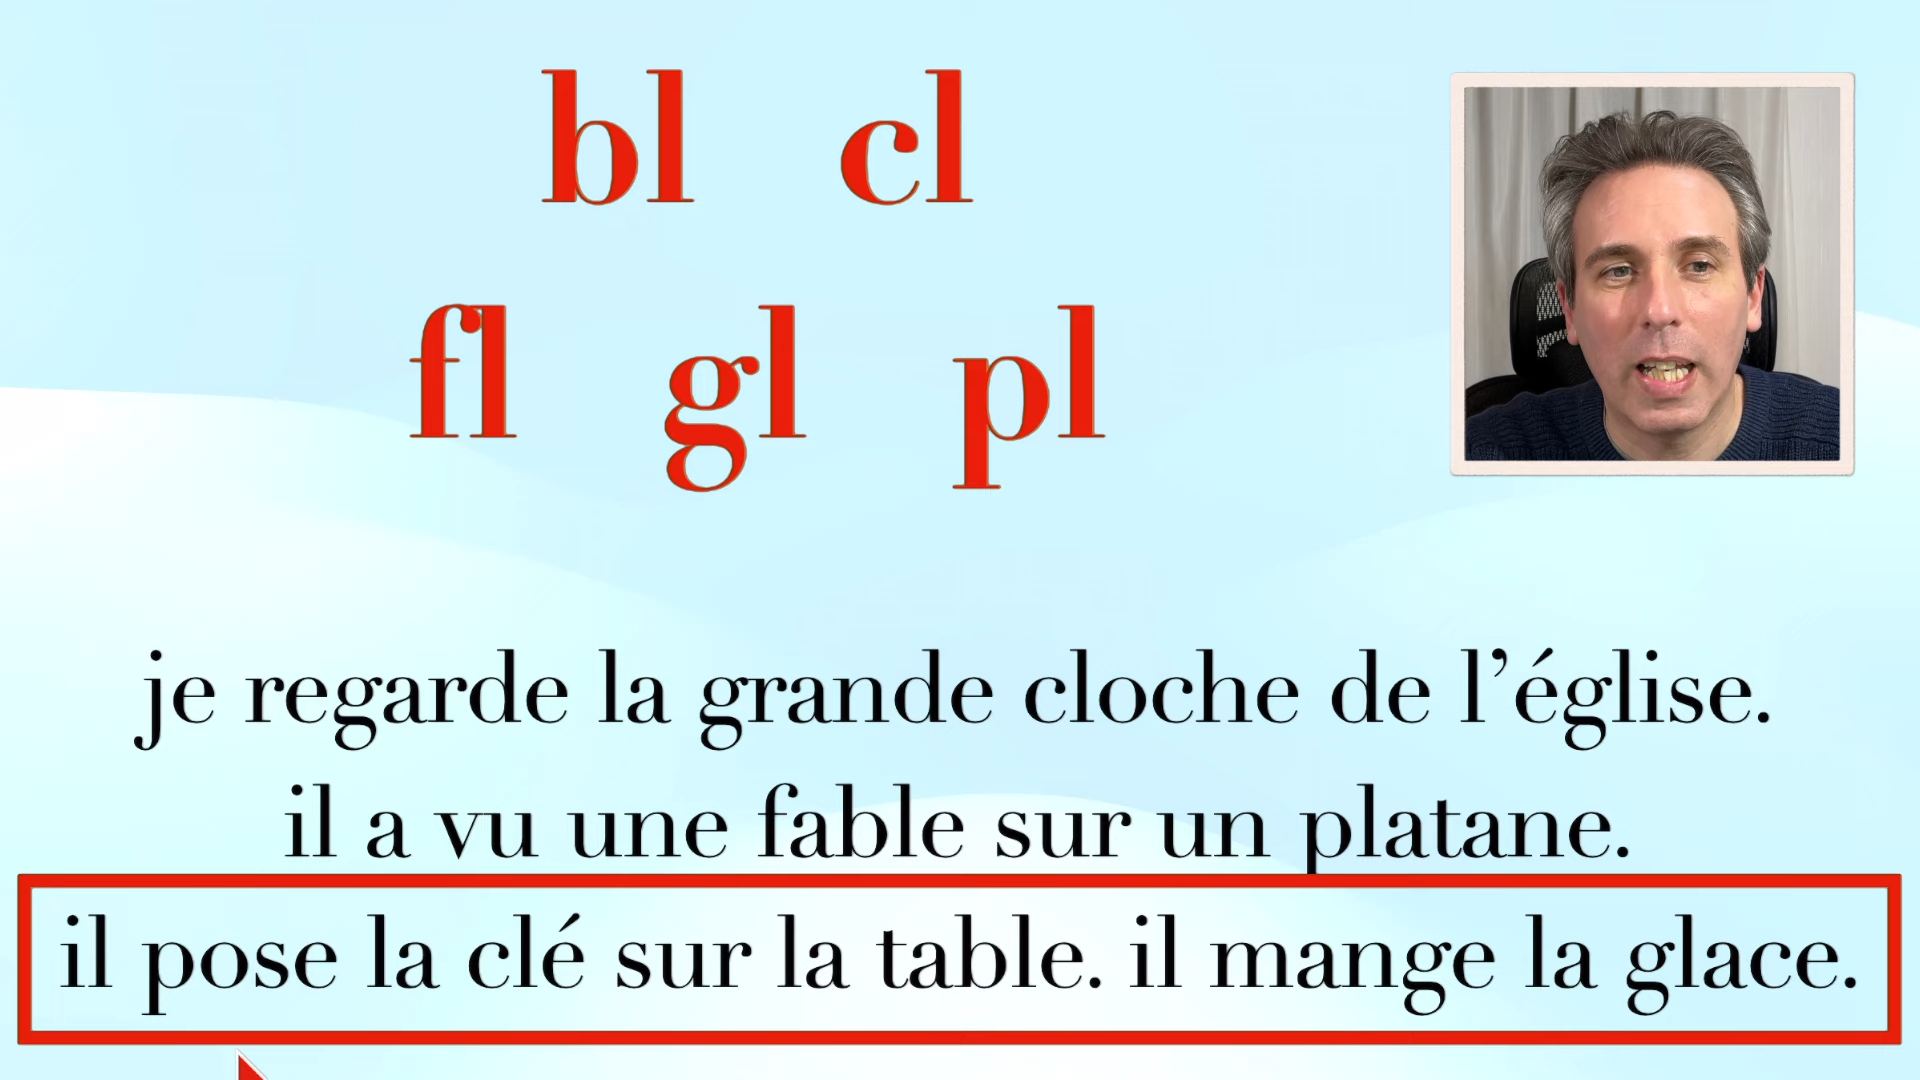 bl cl
fl gl pl
je regarde la grande cloche de l’église.
il a vu une fable sur un platane.
il pose la clé sur la table. il mange la glace.